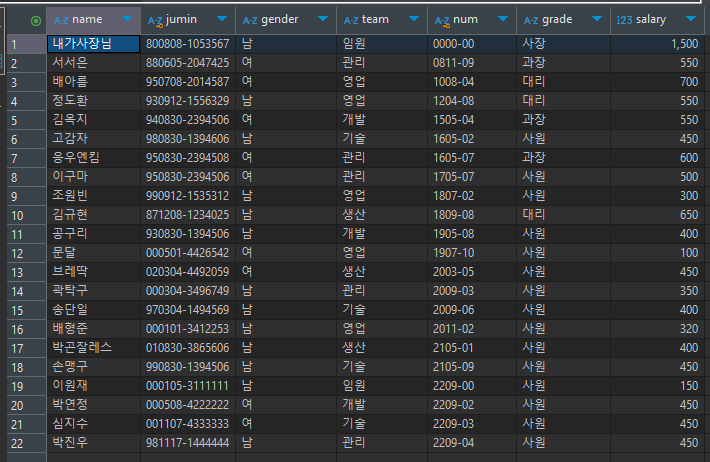 A-Z name A-Z jumin A-Z gender A-Z team A-Z num A-Z grade 123 salary
1 내가사장님 800808-1053567 남 임원 0000-00 사장 1,500
2 서서은 880605-2047425 여 관리 0811-09 과장 550
3 배아름 950708-2014587 여 영업 1008-04 대리 700
4 정도환 930912-1556329 남 영업 1204-08 대리 550
5 김옥지 940830-2394506 여 개발 1505-04 과장 550
6 고감자 980830-1394606 남 기술 1605-02 사원 450
7 응우엔킴 950830-2394508 여 관리 1605-07 과장 600
8 이구마 950830-2394506 여 관리 1705-07 사원 500
9 조원빈 990912-1535312 남 영업 1807-02 사원 300
10 김규현 871208-1234025 남 생산 1809-08 대리 650
11 공구리 930830-1394506 남 개발 1905-08 사원 400
12 문달 000501-4426542 여 영업 1907-10 사원 100
13 브레딱 020304-4492059 여 생산 2003-05 사원 450
14 곽탁구 000304-3496749 남 관리 2009-03 사원 350
15 송단일 970304-1494569 남 기술 2009-06 사원 400
16 배형준 000101-3412253 남 영업 2011-02 사원 320
17 박곤잘레스 010830-3865606 남 생산 2105-01 사원 400
18 손맹구 990830-1394506 남 기술 2105-09 사원 450
19 이원재 000105-3111111 남 임원 2209-00 사원 150
20 박연정 000508-4222222 여 개발 2209-02 사원 450
21 심지수 001107-4333333 여 기술 2209-03 사원 450
22 박진우 981117-1444444 남 관리 2209-04 사원 450